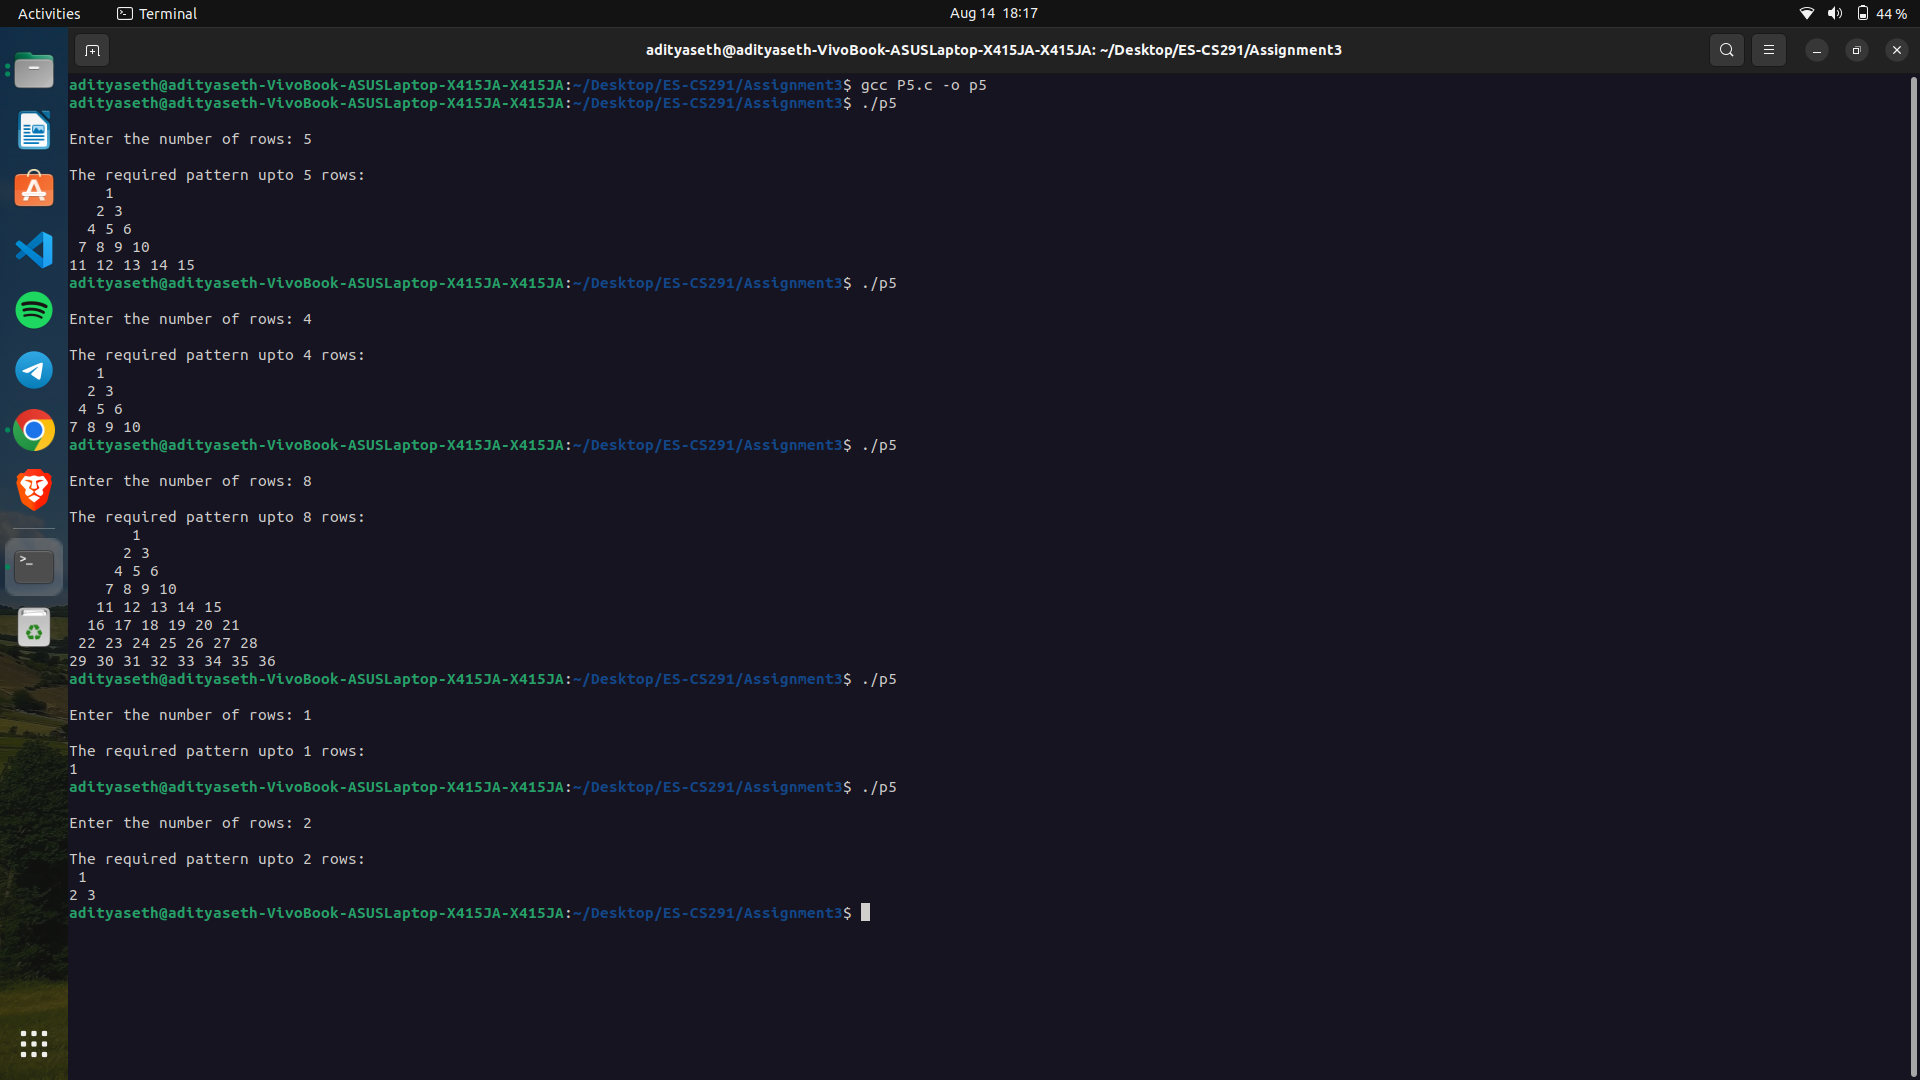 Activities Terminal Aug 14 18:17 44 %
adityaseth@adityaseth-VivoBook-ASUSLaptop-X415JA-X415JA: ~/Desktop/ES-CS291/Assignment3
adityaseth@adityaseth-VivoBook-ASUSLaptop-X415JA-X415JA:~/Desktop/ES-CS291/Assignment3$ gcc P5.c -o p5
adityaseth@adityaseth-VivoBook-ASUSLaptop-X415JA-X415JA:~/Desktop/ES-CS291/Assignment3$ ./p5
Enter the number of rows: 5
The required pattern upto 5 rows:
    1
   2 3
  4 5 6
 7 8 9 10
11 12 13 14 15
adityaseth@adityaseth-VivoBook-ASUSLaptop-X415JA-X415JA:~/Desktop/ES-CS291/Assignment3$ ./p5
Enter the number of rows: 4
The required pattern upto 4 rows:
   1
  2 3
 4 5 6
7 8 9 10
adityaseth@adityaseth-VivoBook-ASUSLaptop-X415JA-X415JA:~/Desktop/ES-CS291/Assignment3$ ./p5
Enter the number of rows: 8
The required pattern upto 8 rows:
       1
      2 3
     4 5 6
    7 8 9 10
   11 12 13 14 15
  16 17 18 19 20 21
 22 23 24 25 26 27 28
29 30 31 32 33 34 35 36
adityaseth@adityaseth-VivoBook-ASUSLaptop-X415JA-X415JA:~/Desktop/ES-CS291/Assignment3$ ./p5
Enter the number of rows: 1
The required pattern upto 1 rows:
1
adityaseth@adityaseth-VivoBook-ASUSLaptop-X415JA-X415JA:~/Desktop/ES-CS291/Assignment3$ ./p5
Enter the number of rows: 2
The required pattern upto 2 rows:
 1
2 3
adityaseth@adityaseth-VivoBook-ASUSLaptop-X415JA-X415JA:~/Desktop/ES-CS291/Assignment3$